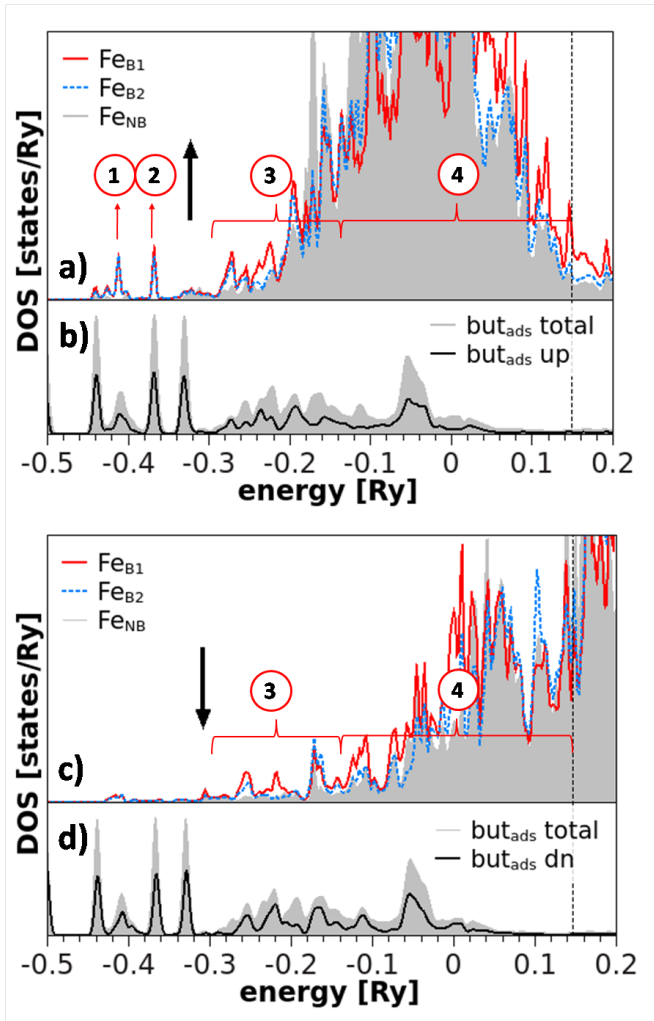 Fe_B1
Fe_B2
Fe_NB
1 2 3 4
a)
DOS [states/Ry]
b)
but_ads total
but_ads up
-0.5 -0.4 -0.3 -0.2 -0.1 0 0.1 0.2
energy [Ry]
Fe_B1
Fe_B2
Fe_NB
3 4
c)
DOS [states/Ry]
d)
but_ads total
but_ads dn
-0.5 -0.4 -0.3 -0.2 -0.1 0 0.1 0.2
energy [Ry]